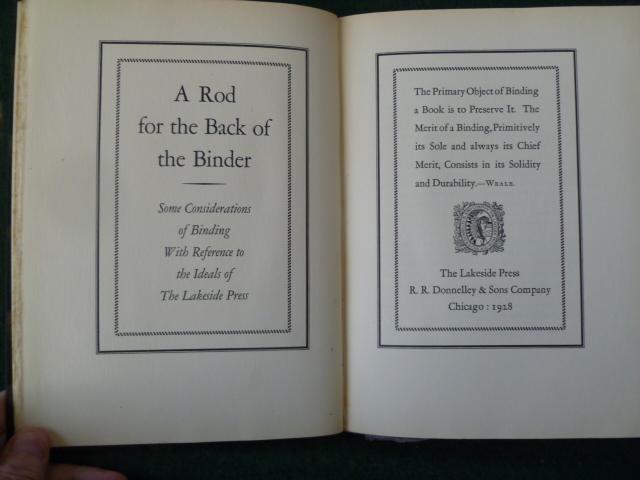 A Rod
for the Back of
the Binder
Some Considerations
of Binding
With Reference to
the Ideals of
The Lakeside Press
The Primary Object of Binding
a Book is to Preserve It. The
Merit of a Binding, Primitively
its Sole and always its Chief
Merit, Consists in its Solidity
and Durability.—WEALE.
The Lakeside Press
R. R. Donnelley & Sons Company
Chicago : 1928